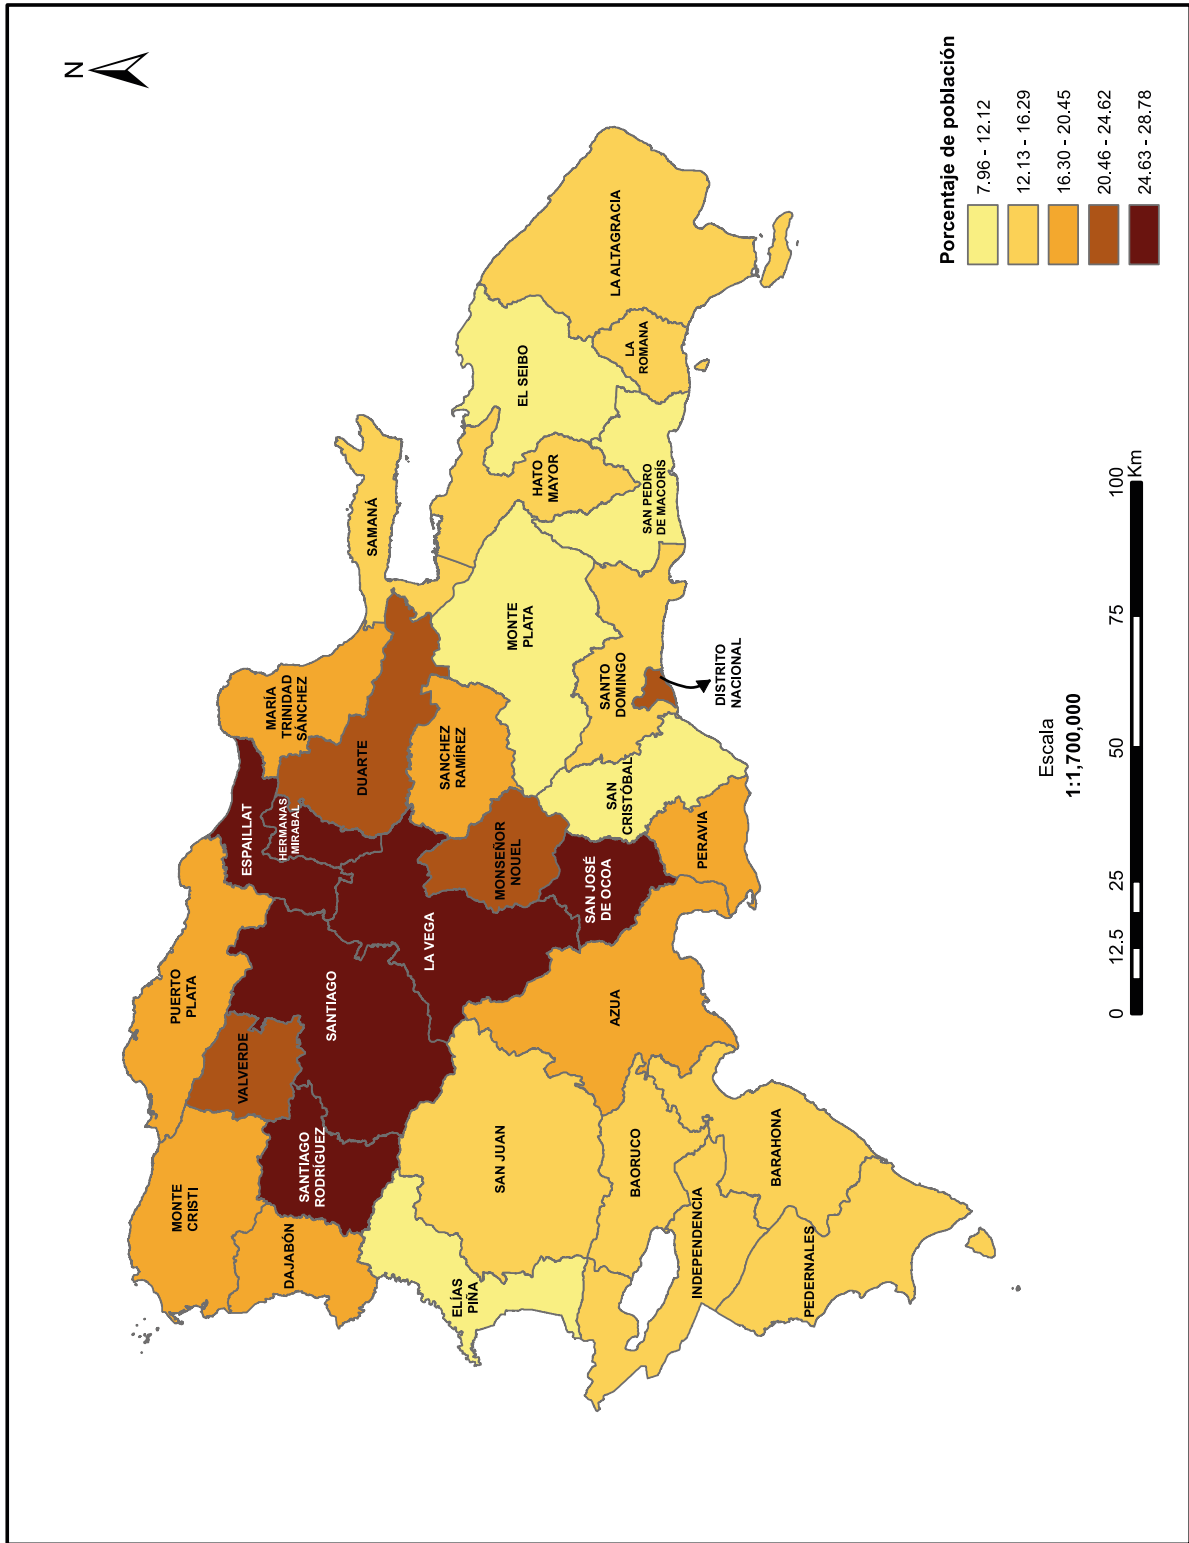 N
PUERTO
PLATA
MONTE
CRISTI
VALVERDE
DAJABÓN
SANTIAGO
RODRÍGUEZ
SANTIAGO
ESPAILLAT
HERMANAS
MIRABAL
MARÍA
TRINIDAD
SÁNCHEZ
DUARTE
SAMANÁ
LA VEGA
SANCHEZ
RAMÍREZ
MONSEÑOR
NOUEL
ELÍAS
PIÑA
SAN JUAN
AZUA
SAN JOSÉ
DE OCOA
PERAVIA
SAN
CRISTÓBAL
MONTE
PLATA
SANTO
DOMINGO
DISTRITO
NACIONAL
HATO
MAYOR
EL SEIBO
SAN PEDRO
DE MACORÍS
LA
ROMANA
LA ALTAGRACIA
BAORUCO
INDEPENDENCIA
BARAHONA
PEDERNALES
Porcentaje de población
7.96 - 12.12
12.13 - 16.29
16.30 - 20.45
20.46 - 24.62
24.63 - 28.78
Escala
1:1,700,000
0 12.5 25 50 75 100
Km